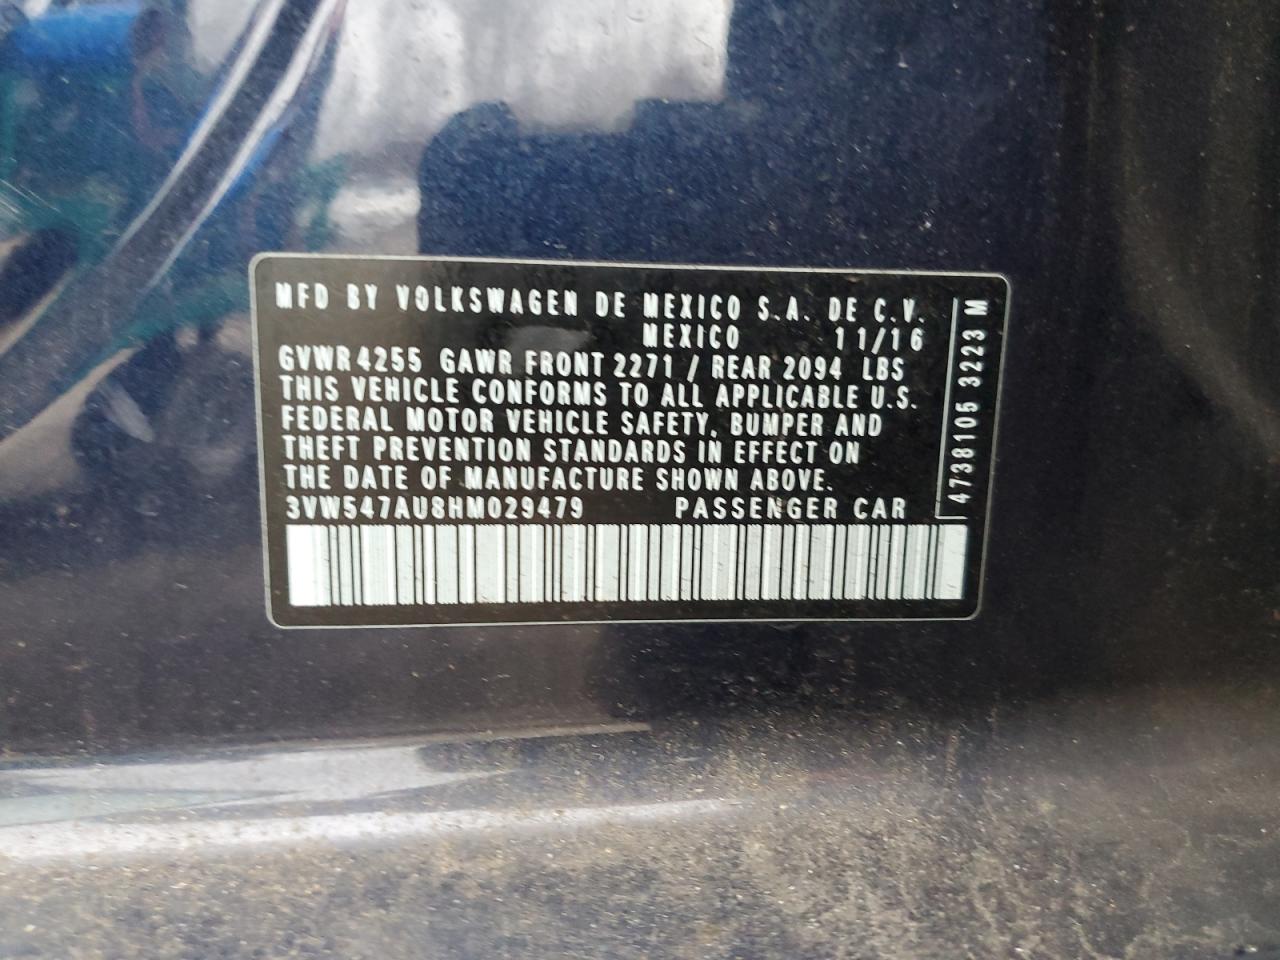 MFD BY VOLKSWAGEN DE MEXICO S.A. DE C.V.
MEXICO 11/16
GVWR 4255 GAWR FRONT 2271 / REAR 2094 LBS
THIS VEHICLE CONFORMS TO ALL APPLICABLE U.S.
FEDERAL MOTOR VEHICLE SAFETY, BUMPER AND
THEFT PREVENTION STANDARDS IN EFFECT ON
THE DATE OF MANUFACTURE SHOWN ABOVE.
3VW547AU8HM029479 PASSENGER CAR
4738105 3223 M